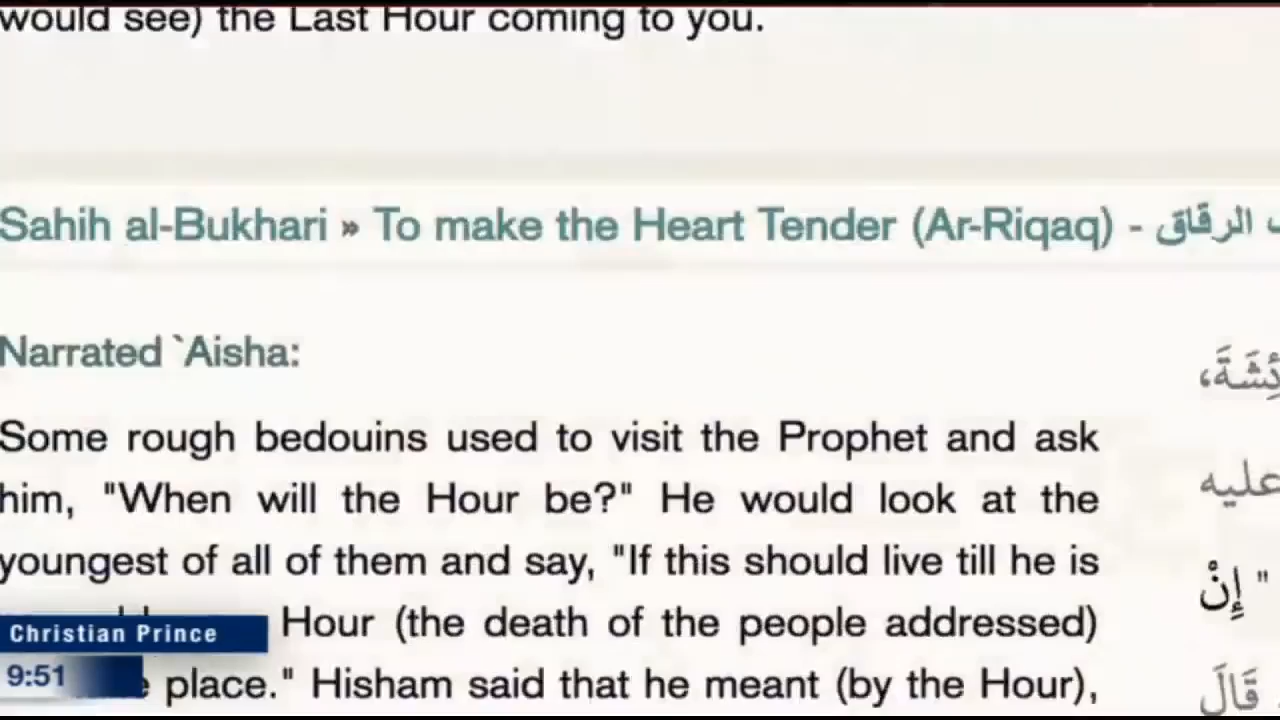 would see) the Last Hour coming to you.
Sahih al-Bukhari » To make the Heart Tender (Ar-Riqaq) - الرقاق
Narrated `Aisha:
Some rough bedouins used to visit the Prophet and ask
him, "When will the Hour be?" He would look at the
عليه
youngest of all of them and say, "If this should live till he is
" إِنْ
Hour (the death of the people addressed)
Christian Prince
place." Hisham said that he meant (by the Hour),
قَالَ
9:51